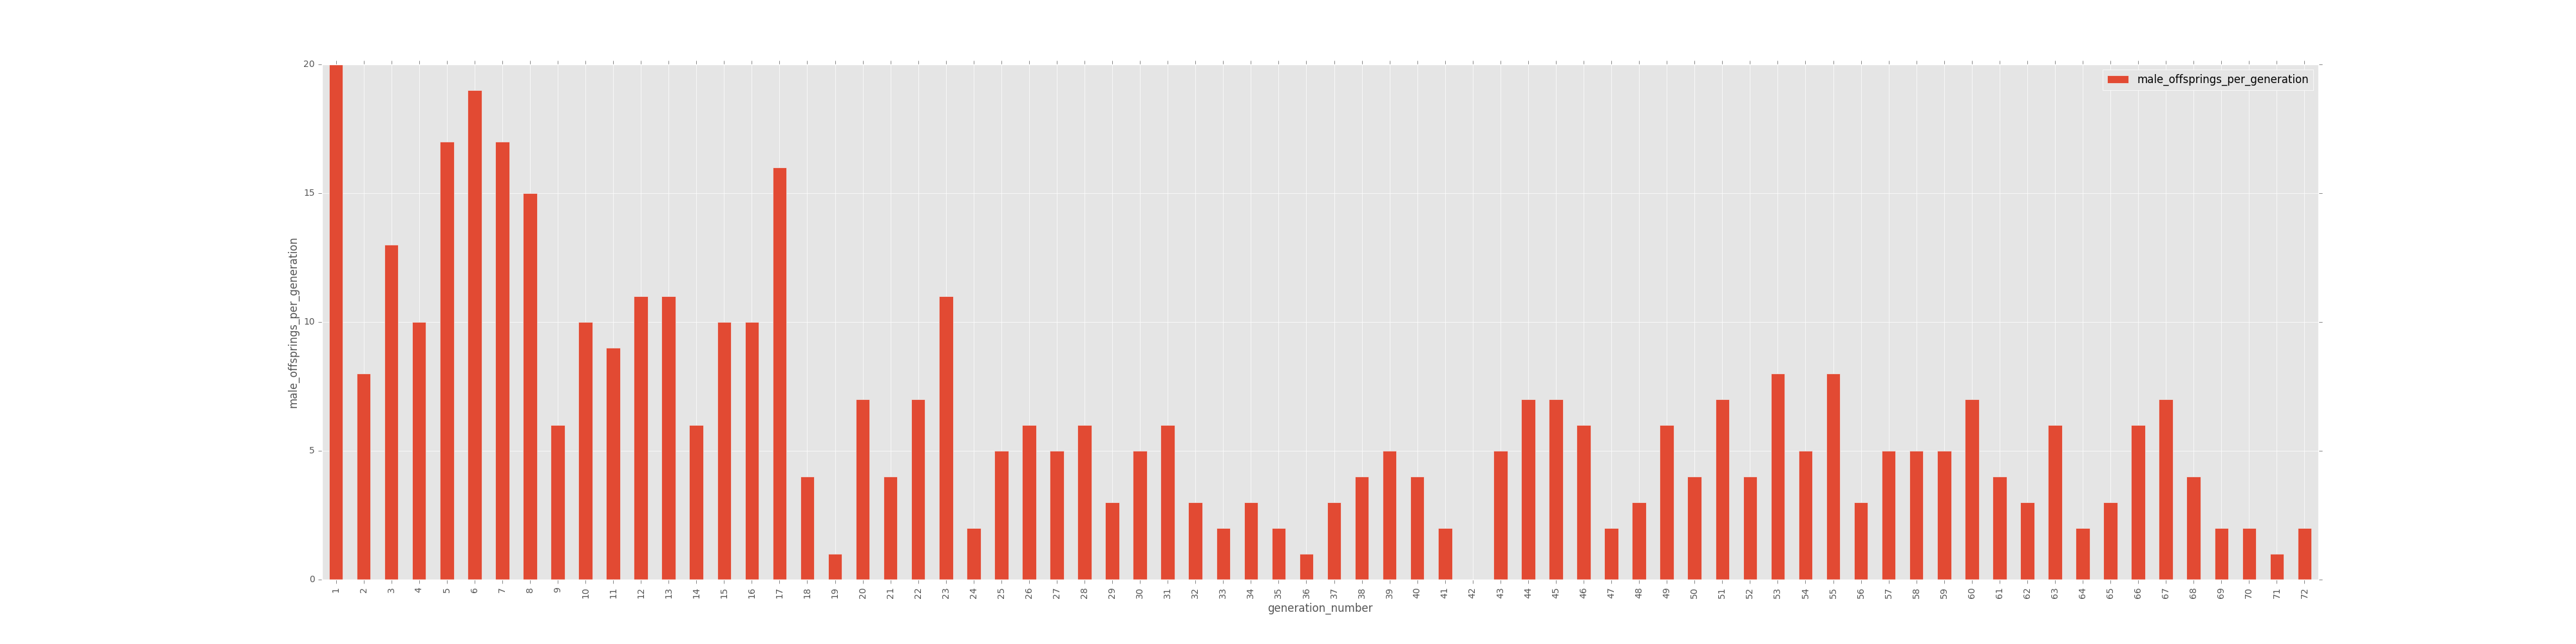 male_offsprings_per_generation
20
15
10
5
0
male_offsprings_per_generation
1 2 3 4 5 6 7 8 9 10 11 12 13 14 15 16 17 18 19 20 21 22 23 24 25 26 27 28 29 30 31 32 33 34 35 36 37 38 39 40 41 42 43 44 45 46 47 48 49 50 51 52 53 54 55 56 57 58 59 60 61 62 63 64 65 66 67 68 69 70 71 72
generation_number